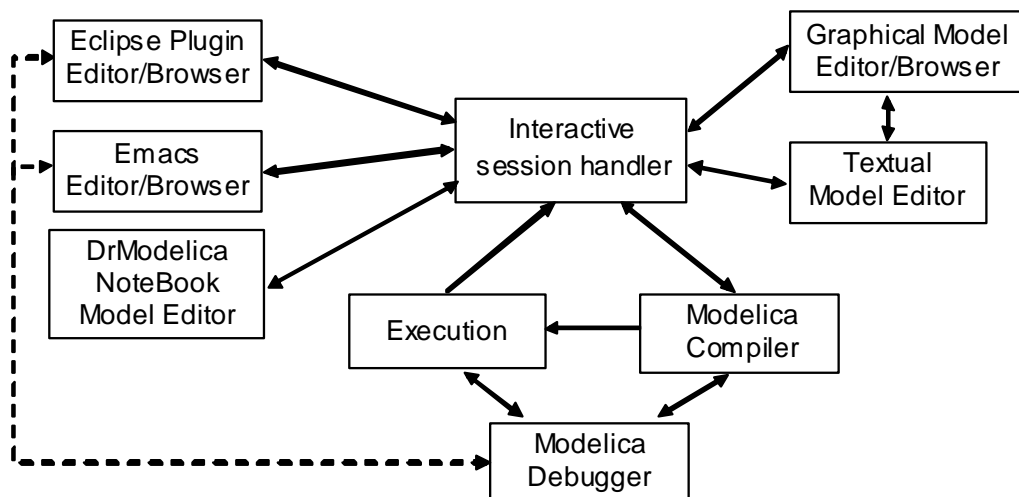 Eclipse Plugin
Editor/Browser
Emacs
Editor/Browser
DrModelica
NoteBook
Model Editor
Interactive
session handler
Graphical Model
Editor/Browser
Textual
Model Editor
Execution
Modelica
Compiler
Modelica
Debugger